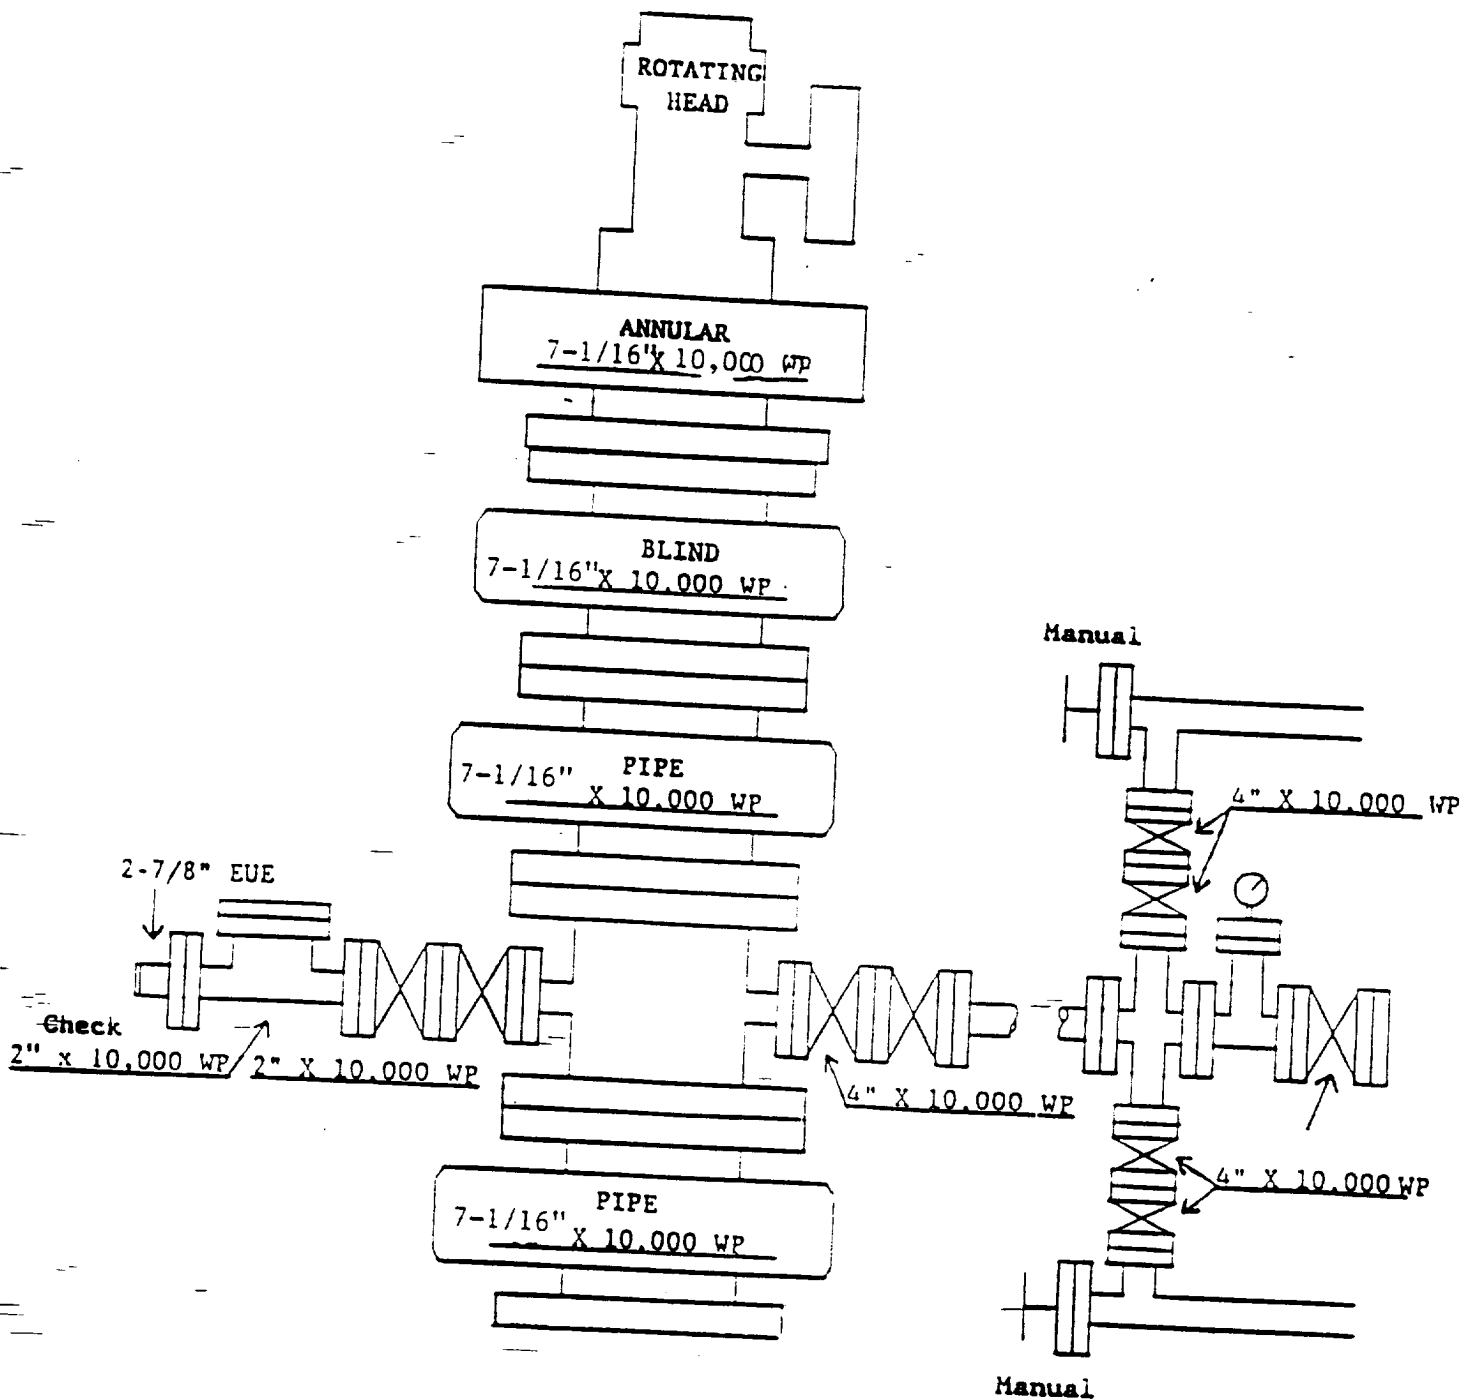 ROTATING
HEAD
ANNULAR
7-1/16" X 10,000 WP
BLIND
7-1/16" X 10.000 WP
Manual
PIPE
7-1/16"
X 10.000 WP
4" X 10.000 WP
2-7/8" EUE
Check
2" x 10,000 WP
2" X 10.000 WP
4" X 10.000 WP
4" X 10.000 WP
PIPE
7-1/16"
X 10.000 WP
Manual